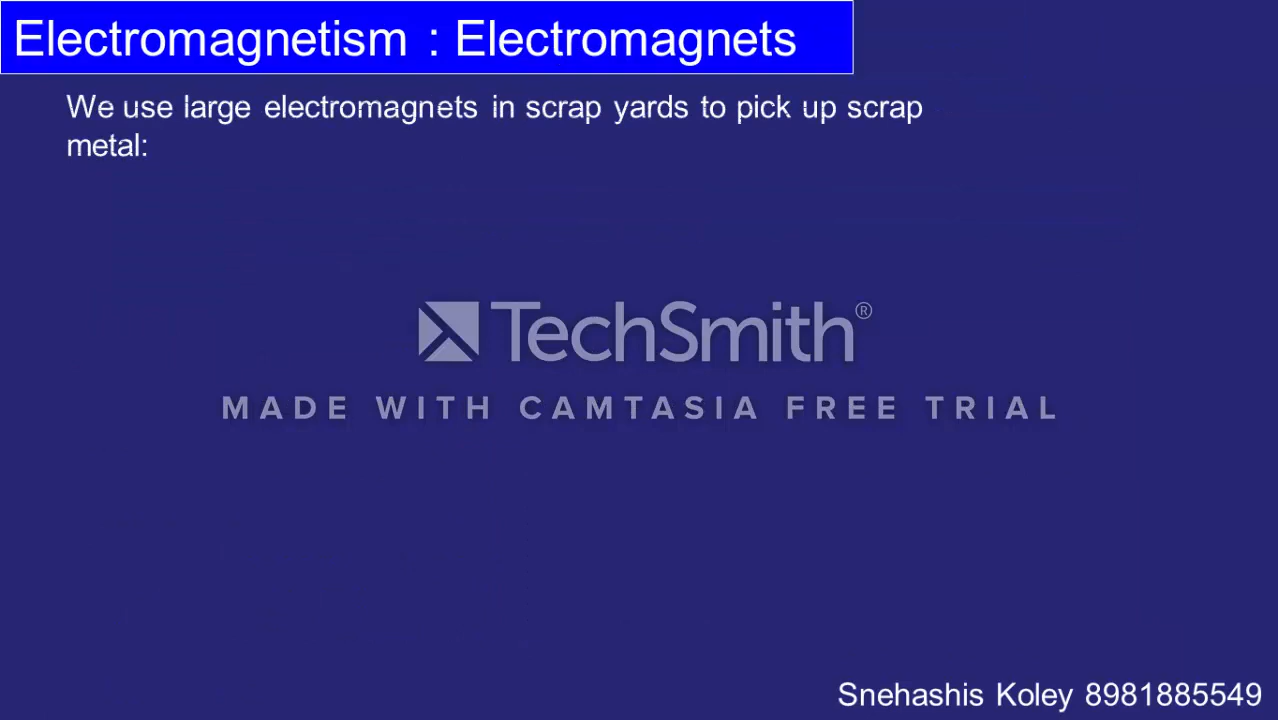 Electromagnetism : Electromagnets
We use large electromagnets in scrap yards to pick up scrap
metal:
TechSmith®
MADE WITH CAMTASIA FREE TRIAL
Snehashis Koley 8981885549